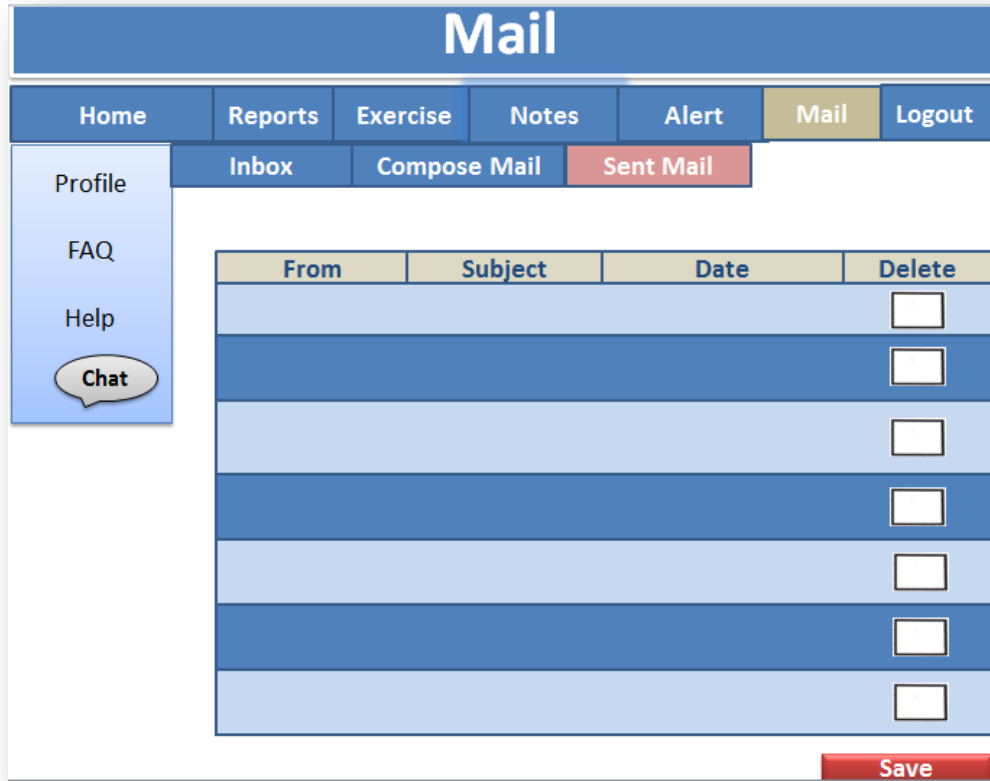 Mail
Home Reports Exercise Notes Alert Mail Logout
Inbox Compose Mail Sent Mail
Profile
FAQ
Help
Chat
From Subject Date Delete
Save